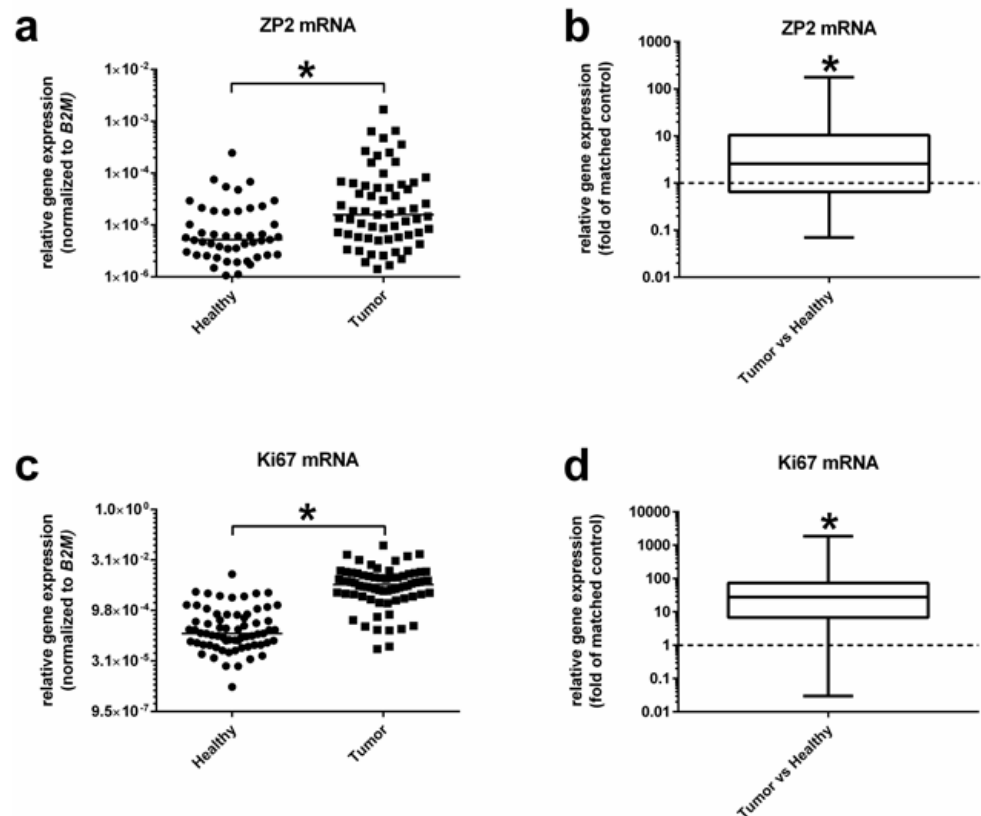 a
ZP2 mRNA
relative gene expression
(normalized to B2M)
1×10⁻²
1×10⁻³
1×10⁻⁴
1×10⁻⁵
1×10⁻⁶
*
Healthy
Tumor
b
ZP2 mRNA
relative gene expression
(fold of matched control)
1000
100
10
1
0.1
0.01
*
Tumor vs Healthy
c
Ki67 mRNA
relative gene expression
(normalized to B2M)
1.0×10⁰
3.1×10⁻²
9.8×10⁻⁴
3.1×10⁻⁵
9.5×10⁻⁷
*
Healthy
Tumor
d
Ki67 mRNA
relative gene expression
(fold of matched control)
10000
1000
100
10
1
0.1
0.01
*
Tumor vs Healthy